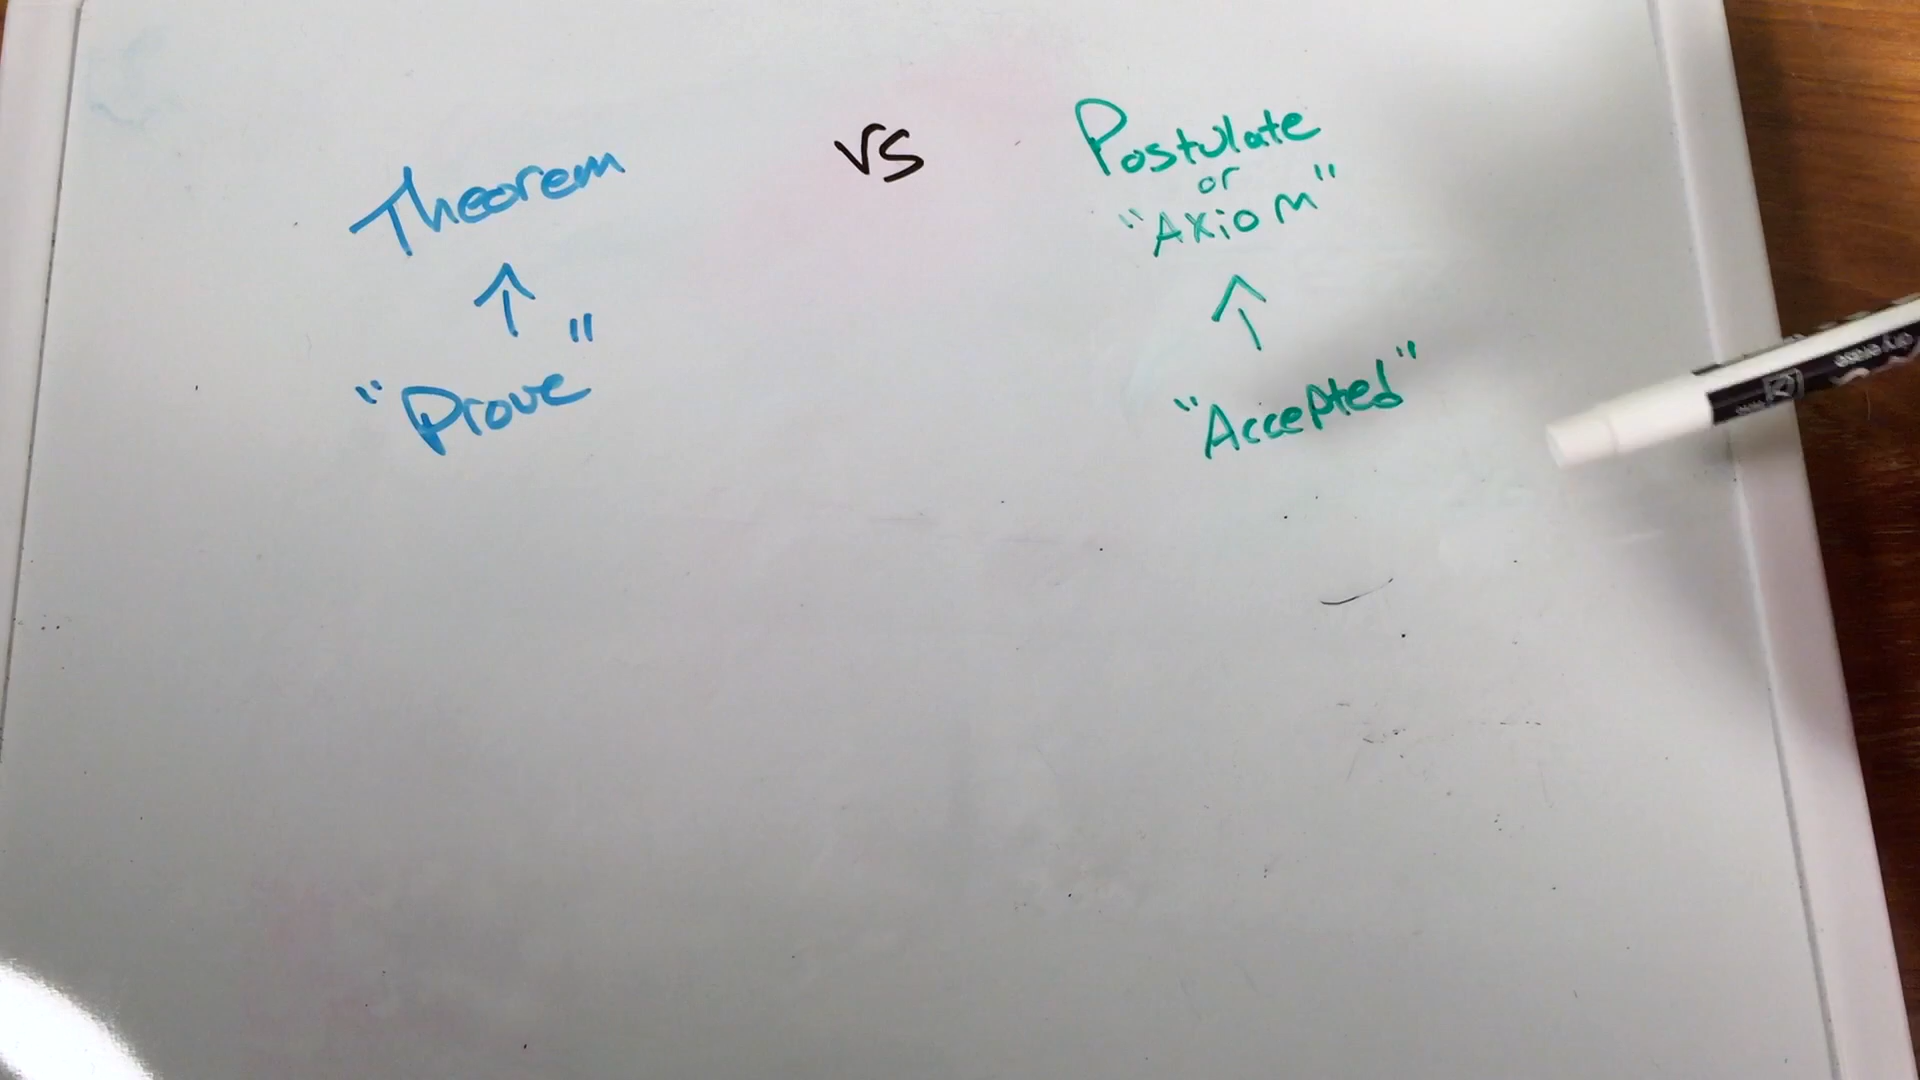 Theorem
vs
Postulate
or
"Axiom"
"Prove"
"Accepted"